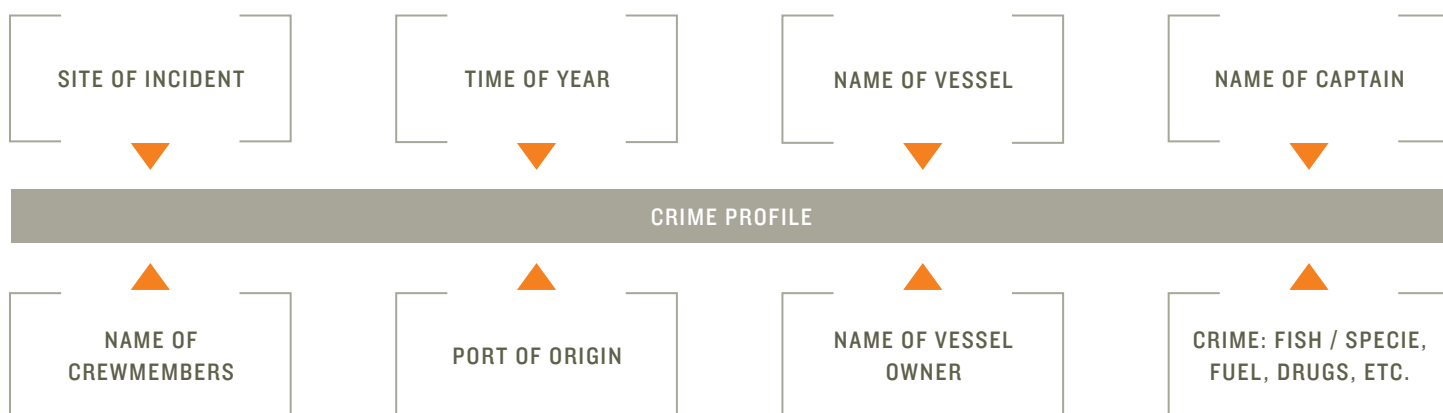 SITE OF INCIDENT
TIME OF YEAR
NAME OF VESSEL
NAME OF CAPTAIN
CRIME PROFILE
NAME OF
CREWMEMBERS
PORT OF ORIGIN
NAME OF VESSEL
OWNER
CRIME: FISH / SPECIE,
FUEL, DRUGS, ETC.